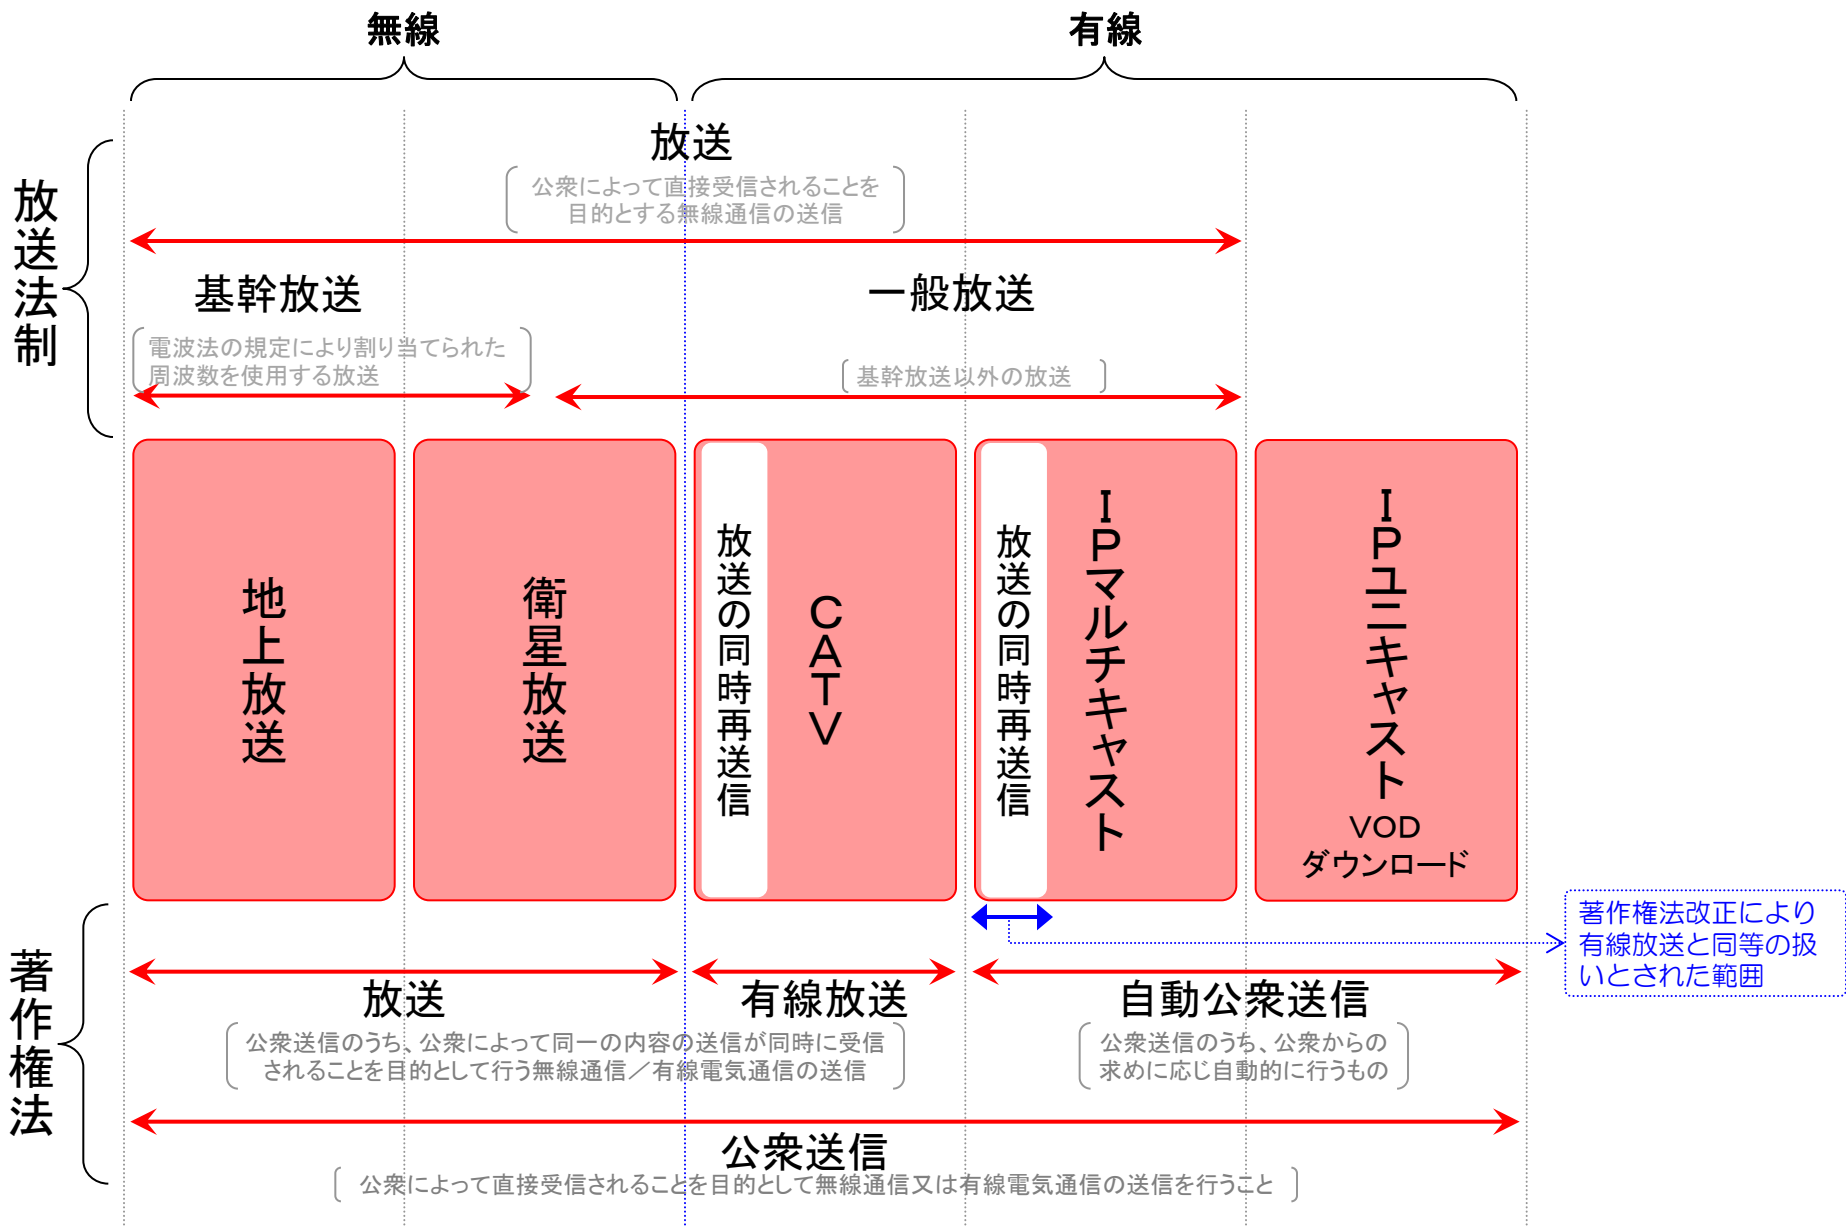 無線
有線
放送法制
放送
公衆によって直接受信されることを
目的とする無線通信の送信
基幹放送
電波法の規定により割り当てられた
周波数を使用する放送
一般放送
基幹放送以外の放送
地上放送
衛星放送
放送の同時再送信
CATV
放送の同時再送信
IPマルチキャスト
IPユニキャスト
VOD
ダウンロード
著作権法改正により
有線放送と同等の扱
いとされた範囲
著作権法
放送
有線放送
公衆送信のうち、公衆によって同一の内容の送信が同時に受信
されることを目的として行う無線通信／有線電気通信の送信
自動公衆送信
公衆送信のうち、公衆からの
求めに応じ自動的に行うもの
公衆送信
公衆によって直接受信されることを目的として無線通信又は有線電気通信の送信を行うこと